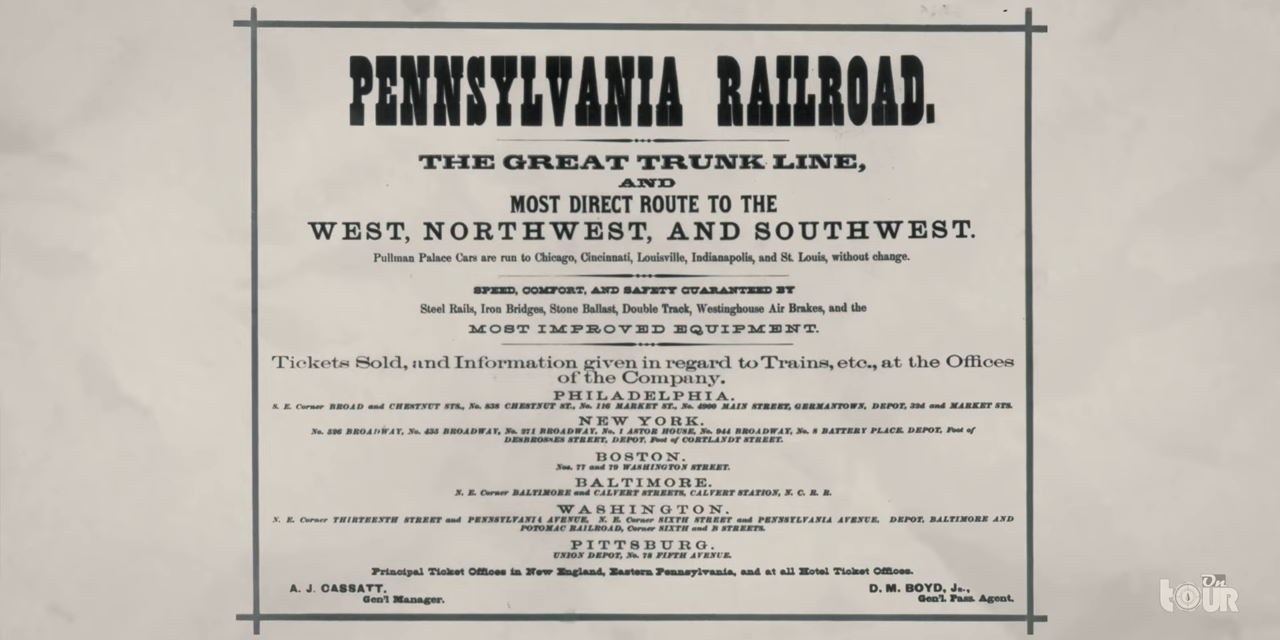 PENNSYLVANIA RAILROAD.
THE GREAT TRUNK LINE,
AND
MOST DIRECT ROUTE TO THE
WEST, NORTHWEST, AND SOUTHWEST.
Pullman Palace Cars are run to Chicago, Cincinnati, Louisville, Indianapolis, and St. Louis, without change.
SPEED, COMFORT, AND SAFETY GUARANTEED BY
Steel Rails, Iron Bridges, Stone Ballast, Double Track, Westinghouse Air Brakes, and the
MOST IMPROVED EQUIPMENT.
Tickets Sold, and Information given in regard to Trains, etc., at the Offices
of the Company.
PHILADELPHIA.
S. E. Corner BROAD and CHESTNUT STS., No. 838 CHESTNUT ST., No. 116 MARKET ST., No. 4900 MAIN STREET, GERMANTOWN, DEPOT, 32d and MARKET STS.
NEW YORK.
No. 526 BROADWAY, No. 435 BROADWAY, No. 271 BROADWAY, No. 1 ASTOR HOUSE, No. 944 BROADWAY, No. 8 BATTERY PLACE. DEPOT, Foot of
DESBROSSES STREET, DEPOT, Foot of CORTLANDT STREET.
BOSTON.
Nos. 77 and 79 WASHINGTON STREET.
BALTIMORE.
N. E. Corner BALTIMORE and CALVERT STREETS, CALVERT STATION, N. C. R. R.
WASHINGTON.
N. E. Corner THIRTEENTH STREET and PENNSYLVANIA AVENUE, N. E. Corner SIXTH STREET and PENNSYLVANIA AVENUE, DEPOT, BALTIMORE AND
POTOMAC RAILROAD, Corner SIXTH and B STREETS.
PITTSBURG.
UNION DEPOT, No. 78 FIFTH AVENUE.
Principal Ticket Offices in New England, Eastern Pennsylvania, and at all Hotel Ticket Offices.
A. J. CASSATT,
Gen'l Manager.
D. M. BOYD, Jr.,
Gen'l. Pass. Agent.
On
tOUR